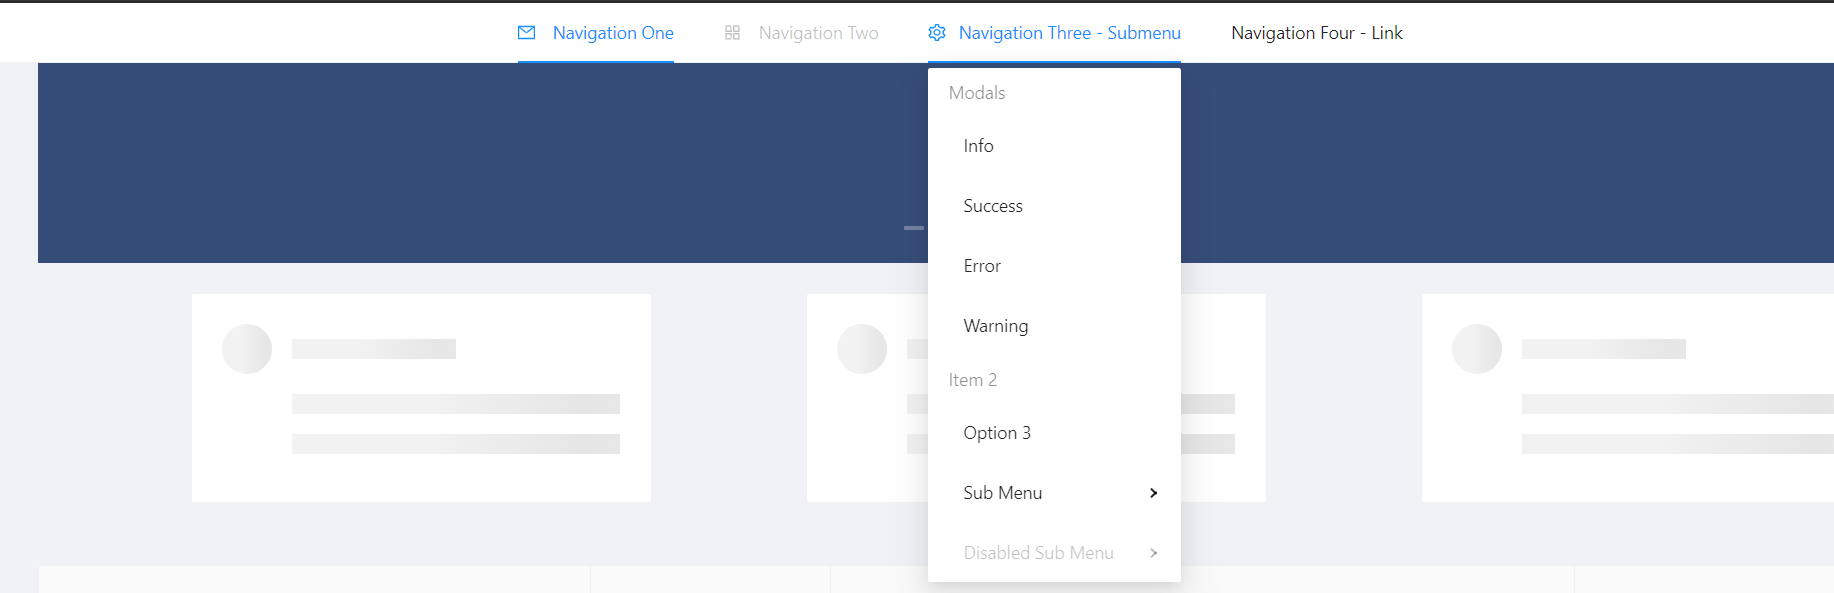 Navigation One
Navigation Two
Navigation Three - Submenu
Navigation Four - Link
Modals
Info
Success
Error
Warning
Item 2
Option 3
Sub Menu
Disabled Sub Menu